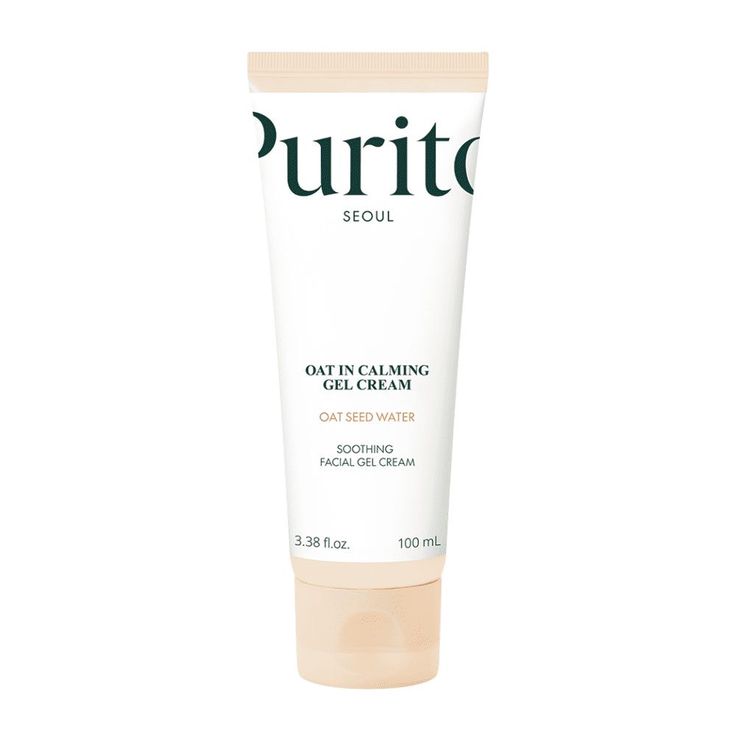 Purito
SEOUL
OAT IN CALMING
GEL CREAM
OAT SEED WATER
SOOTHING
FACIAL GEL CREAM
3.38 fl.oz. 100 mL